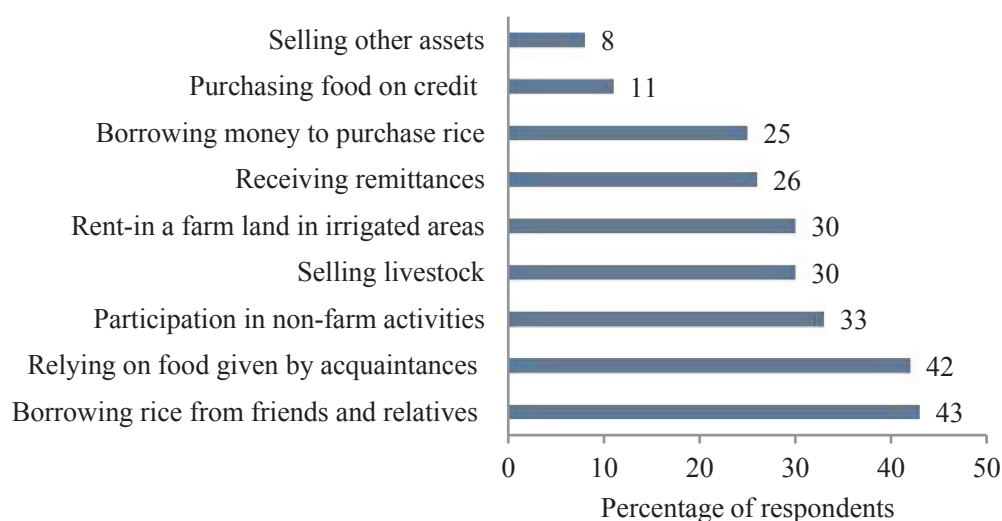 Selling other assets 8
Purchasing food on credit 11
Borrowing money to purchase rice 25
Receiving remittances 26
Rent-in a farm land in irrigated areas 30
Selling livestock 30
Participation in non-farm activities 33
Relying on food given by acquaintances 42
Borrowing rice from friends and relatives 43
0 10 20 30 40 50
Percentage of respondents